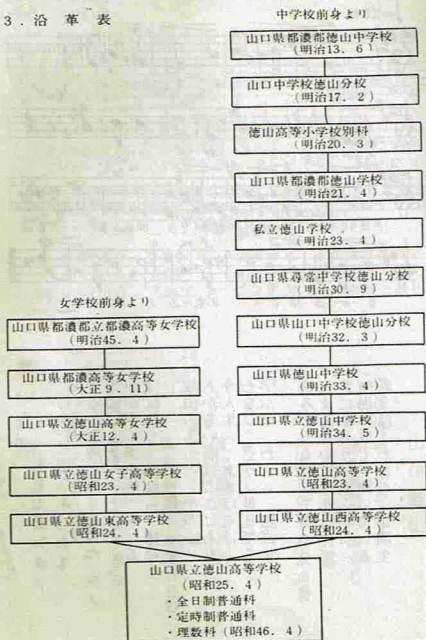 3．沿　革　表
中学校前身より
山口県都濃郡徳山中学校
（明治13．6）
山口中学校徳山分校
（明治17．2）
徳山高等小学校別科
（明治20．3）
山口県都濃郡徳山学校
（明治21．4）
私立徳山学校
（明治23．4）
山口県尋常中学校徳山分校
（明治30．9）
山口県山口中学校徳山分校
（明治32．3）
山口県徳山中学校
（明治33．4）
山口県立徳山中学校
（明治34．5）
山口県立徳山高等学校
（昭和23．4）
山口県立徳山西高等学校
（昭和24．4）
女学校前身より
山口県都濃郡立都濃高等女学校
（明治45．4）
山口県都濃高等女学校
（大正9．11）
山口県立徳山高等女学校
（大正12．4）
山口県立徳山女子高等学校
（昭和23．4）
山口県立徳山東高等学校
（昭和24．4）
山口県立徳山高等学校
（昭和25．4）
・全日制普通科
・定時制普通科
・理数科（昭和46．4）